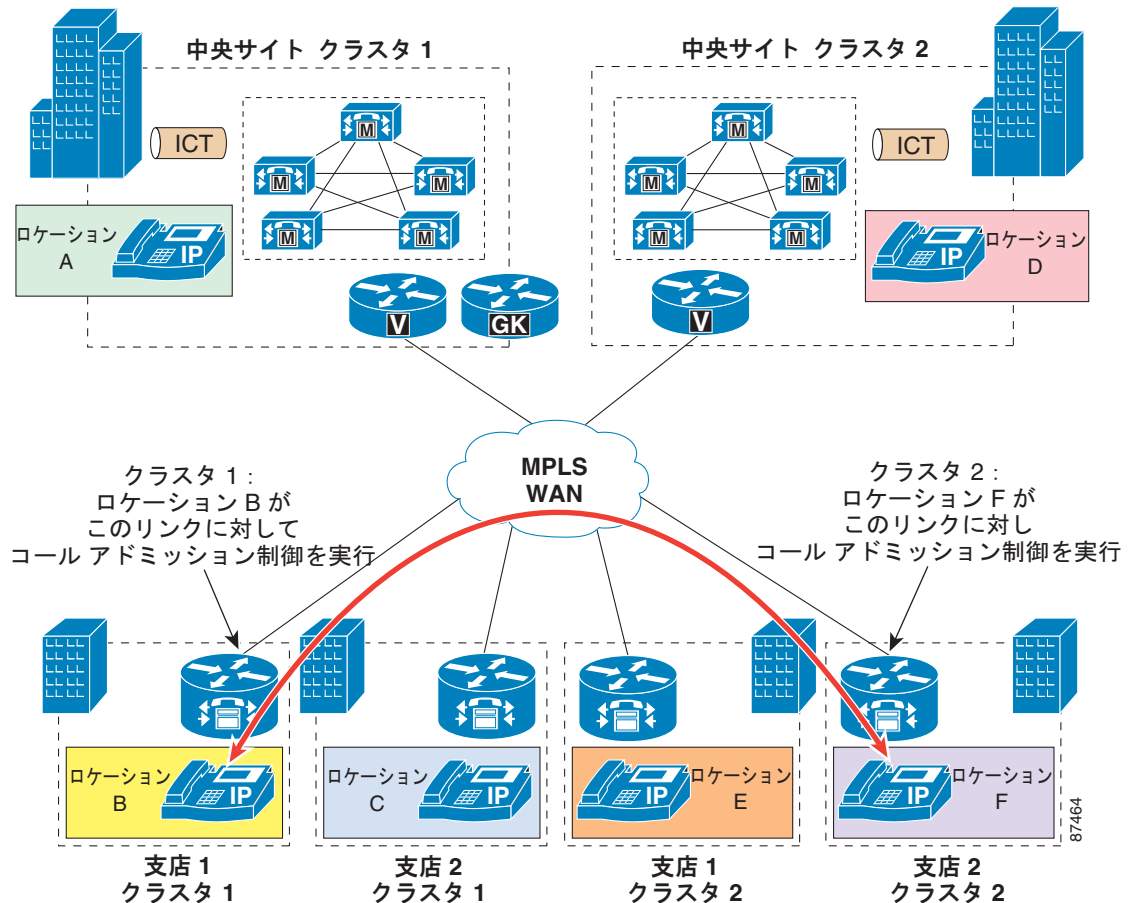 中央サイト クラスタ 1
中央サイト クラスタ 2
ICT
M
M
M
M
M
ICT
M
M
M
M
M
ロケーション
A
IP
IP
ロケーション
D
V
GK
V
MPLS
WAN
クラスタ 1 :
ロケーション B が
このリンクに対して
コール アドミッション制御を実行
クラスタ 2 :
ロケーション F が
このリンクに対し
コール アドミッション制御を実行
ロケーション
B
IP
ロケーション
C
IP
IP
ロケーション
E
IP
ロケーション
F
87464
支店 1
クラスタ 1
支店 2
クラスタ 1
支店 1
クラスタ 2
支店 2
クラスタ 2